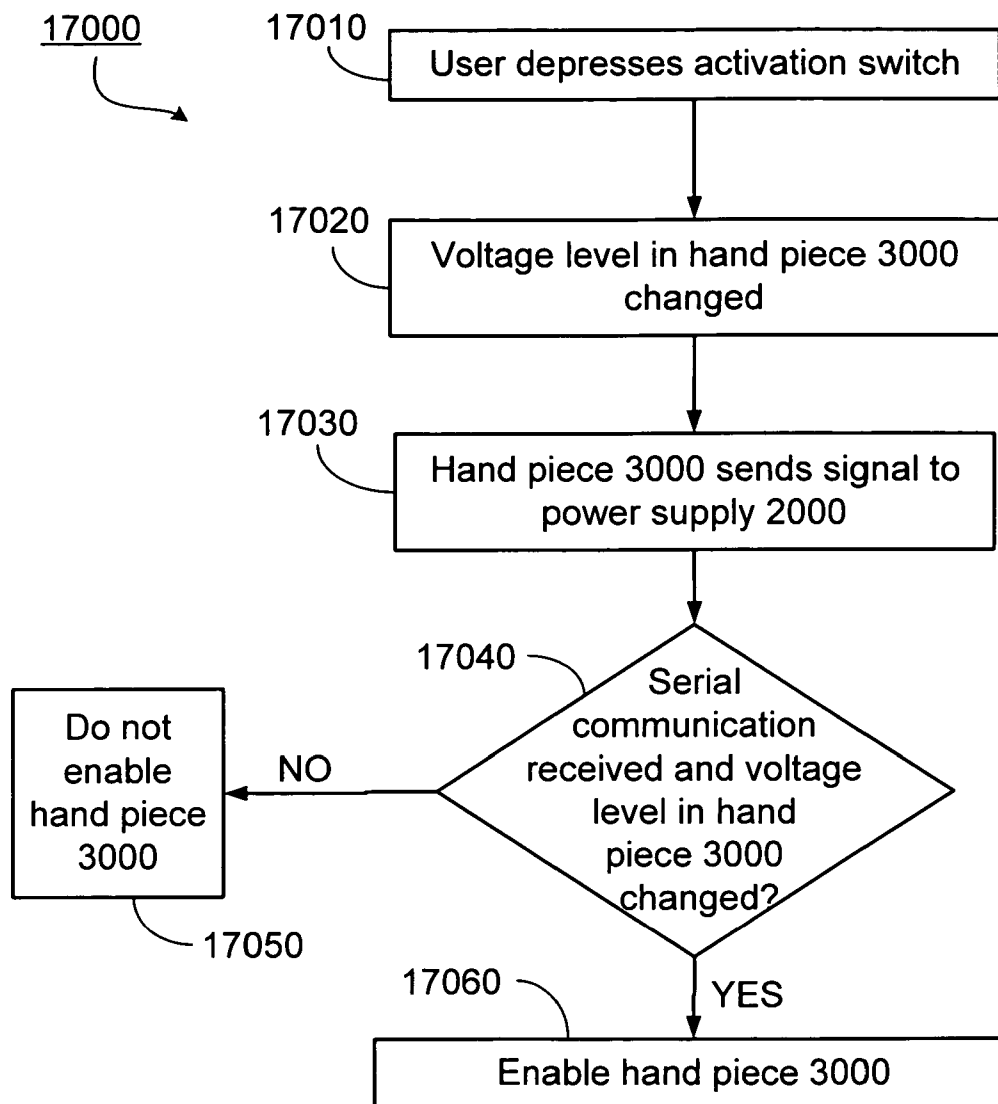 17000
17010
User depresses activation switch
17020
Voltage level in hand piece 3000
changed
17030
Hand piece 3000 sends signal to
power supply 2000
17040
Serial
communication
received and voltage
level in hand
piece 3000
changed?
NO
Do not
enable
hand piece
3000
17050
YES
17060
Enable hand piece 3000